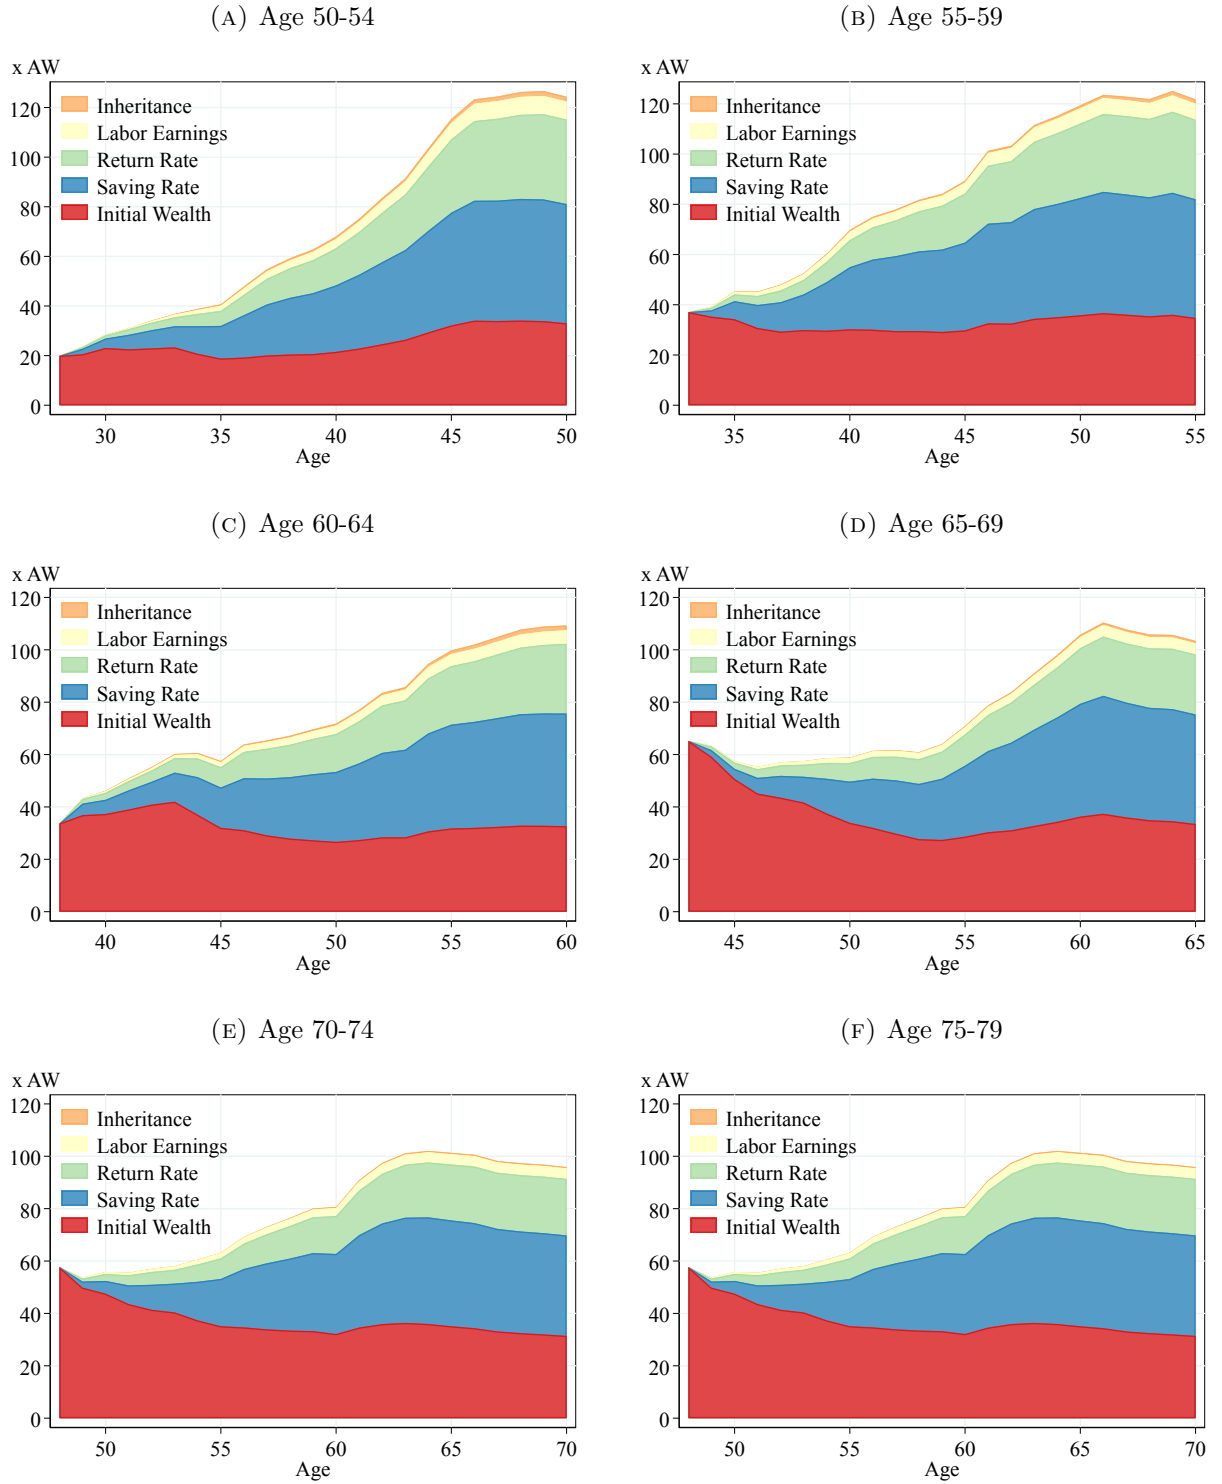 (A) Age 50-54
x AW
Inheritance
Labor Earnings
Return Rate
Saving Rate
Initial Wealth
120
100
80
60
40
20
0
30 35 40 45 50
Age
(B) Age 55-59
x AW
Inheritance
Labor Earnings
Return Rate
Saving Rate
Initial Wealth
120
100
80
60
40
20
0
35 40 45 50 55
Age
(C) Age 60-64
x AW
Inheritance
Labor Earnings
Return Rate
Saving Rate
Initial Wealth
120
100
80
60
40
20
0
40 45 50 55 60
Age
(D) Age 65-69
x AW
Inheritance
Labor Earnings
Return Rate
Saving Rate
Initial Wealth
120
100
80
60
40
20
0
45 50 55 60 65
Age
(E) Age 70-74
x AW
Inheritance
Labor Earnings
Return Rate
Saving Rate
Initial Wealth
120
100
80
60
40
20
0
50 55 60 65 70
Age
(F) Age 75-79
x AW
Inheritance
Labor Earnings
Return Rate
Saving Rate
Initial Wealth
120
100
80
60
40
20
0
50 55 60 65 70
Age